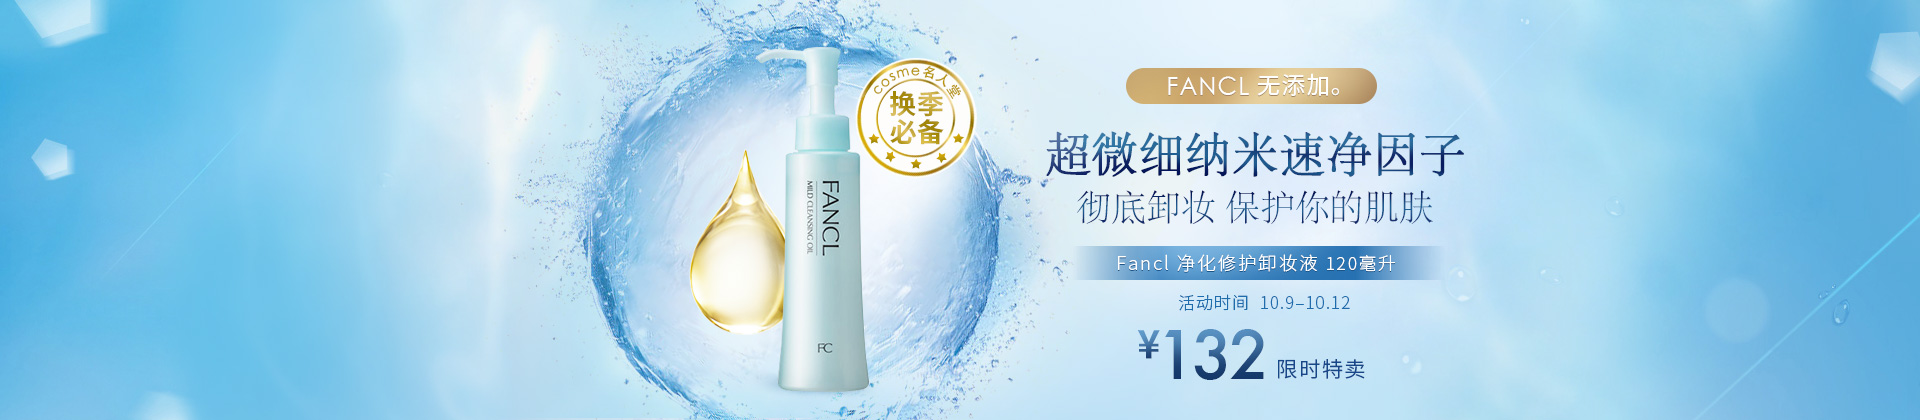 FANCL
MILD CLEANSING OIL
FC
cosme名人堂
换季
必备
FANCL 无添加。
超微细纳米速净因子
彻底卸妆 保护你的肌肤
Fancl 净化修护卸妆液 120毫升
活动时间 10.9-10.12
¥132 限时特卖